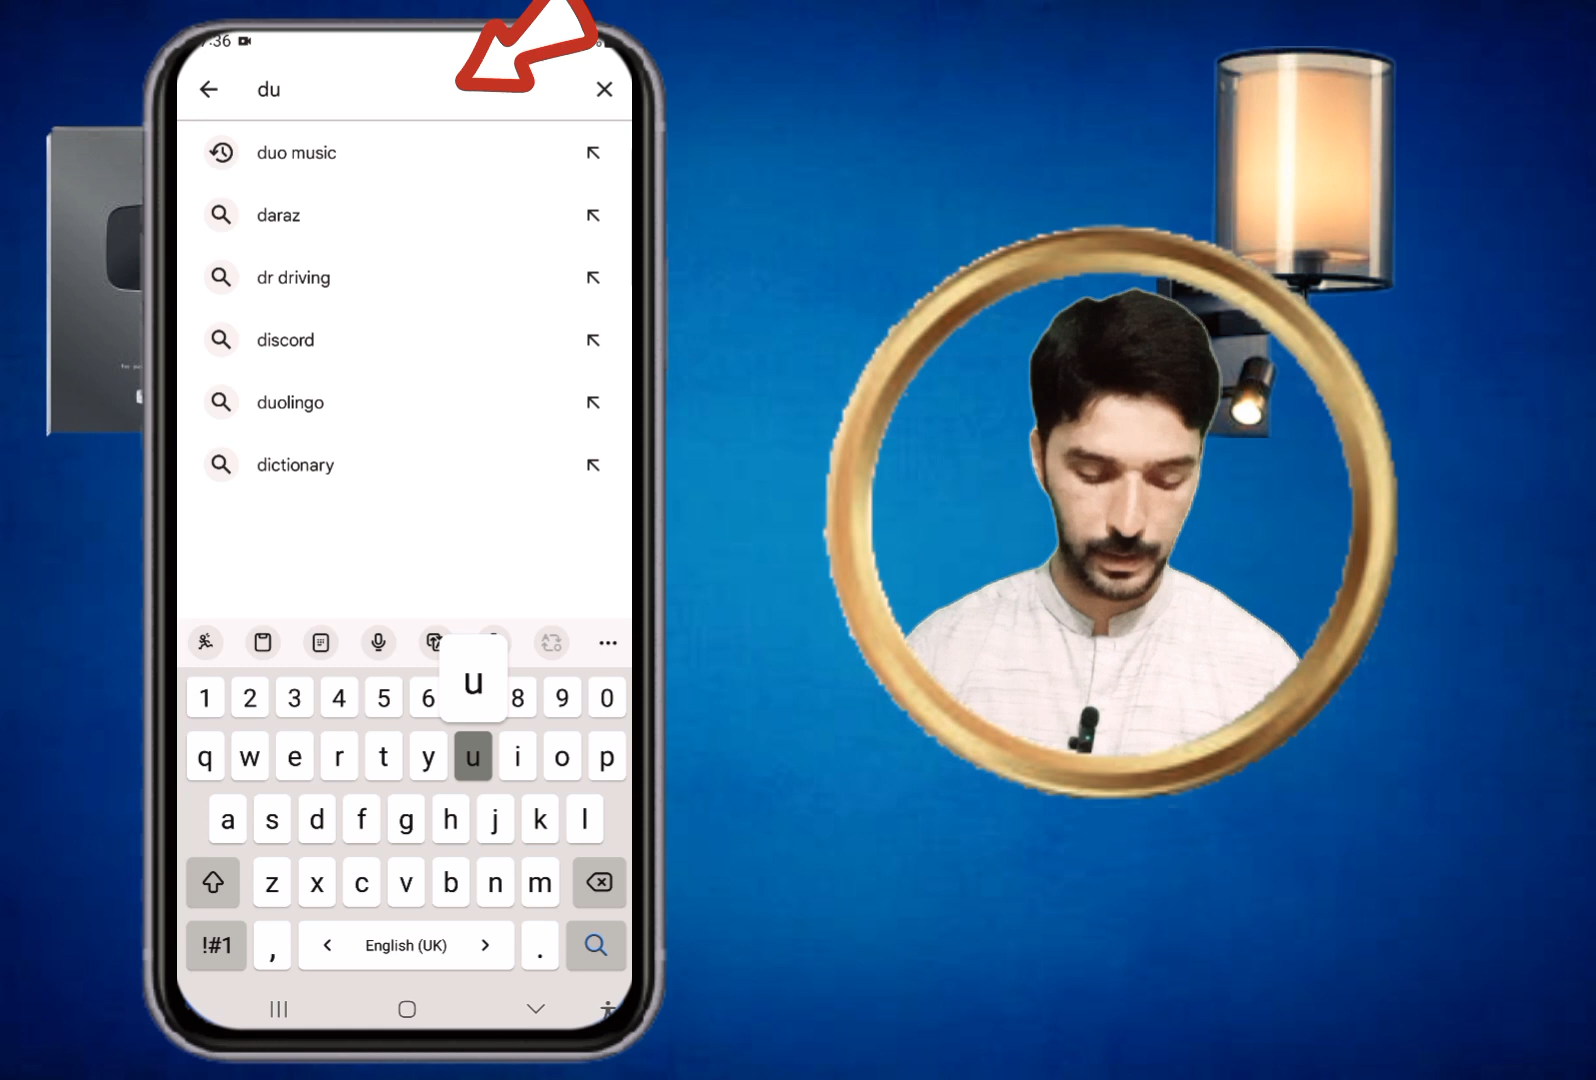 :36
du
duo music
daraz
dr driving
discord
duolingo
dictionary
u
1 2 3 4 5 6 8 9 0
q w e r t y u i o p
a s d f g h j k l
z x c v b n m
!#1 , < English (UK) > .